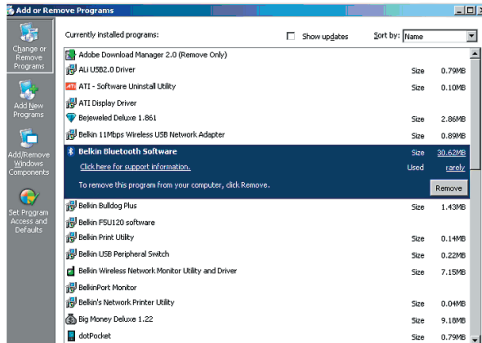 Add or Remove Programs
Change or
Remove
Programs
Add New
Programs
Add/Remove
Windows
Components
Set Program
Access and
Defaults
Currently installed programs:
Show updates
Sort by: Name
Adobe Download Manager 2.0 (Remove Only)
ALi USB2.0 Driver Size 0.79MB
ATI - Software Uninstall Utility Size 0.10MB
ATI Display Driver
Bejeweled Deluxe 1.861 Size 2.86MB
Belkin 11Mbps Wireless USB Network Adapter Size 0.89MB
Belkin Bluetooth Software Size 30.62MB
Click here for support information. Used rarely
To remove this program from your computer, click Remove. Remove
Belkin Bulldog Plus Size 1.43MB
Belkin F5U120 software
Belkin Print Utility Size 0.14MB
Belkin USB Peripheral Switch Size 0.22MB
Belkin Wireless Network Monitor Utility and Driver Size 7.15MB
BelkinPort Monitor
Belkin's Network Printer Utility Size 0.04MB
Big Money Deluxe 1.22 Size 9.18MB
dotPocket Size 0.79MB